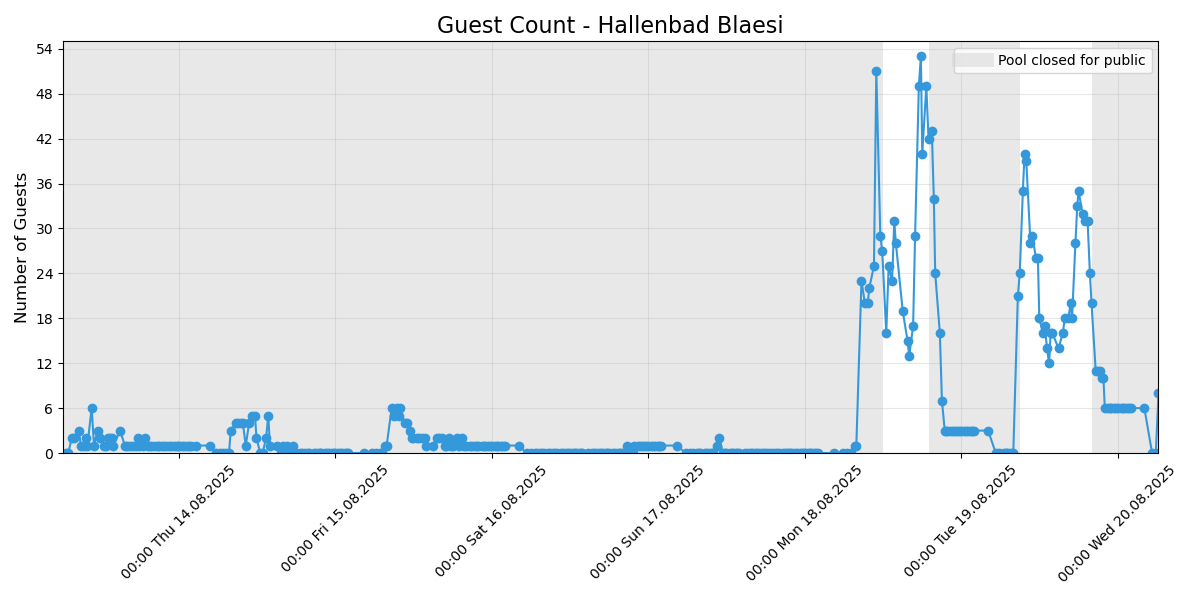 Guest Count - Hallenbad Blaesi
Pool closed for public
Number of Guests
54
48
42
36
30
24
18
12
6
0
00:00 Thu 14.08.2025
00:00 Fri 15.08.2025
00:00 Sat 16.08.2025
00:00 Sun 17.08.2025
00:00 Mon 18.08.2025
00:00 Tue 19.08.2025
00:00 Wed 20.08.2025